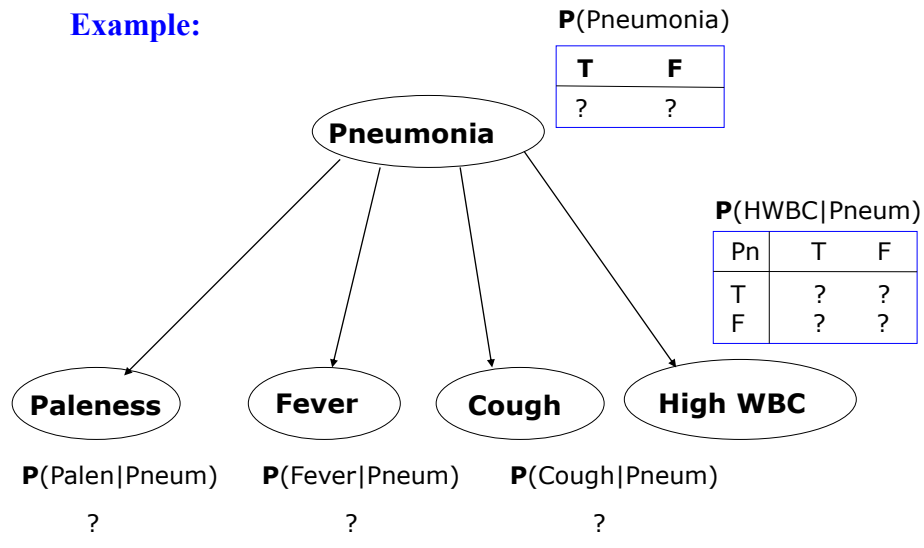 Example:
P(Pneumonia)
T F
? ?
Pneumonia
P(HWBC|Pneum)
Pn T F
T ? ?
F ? ?
Paleness Fever Cough High WBC
P(Palen|Pneum) P(Fever|Pneum) P(Cough|Pneum)
? ? ?